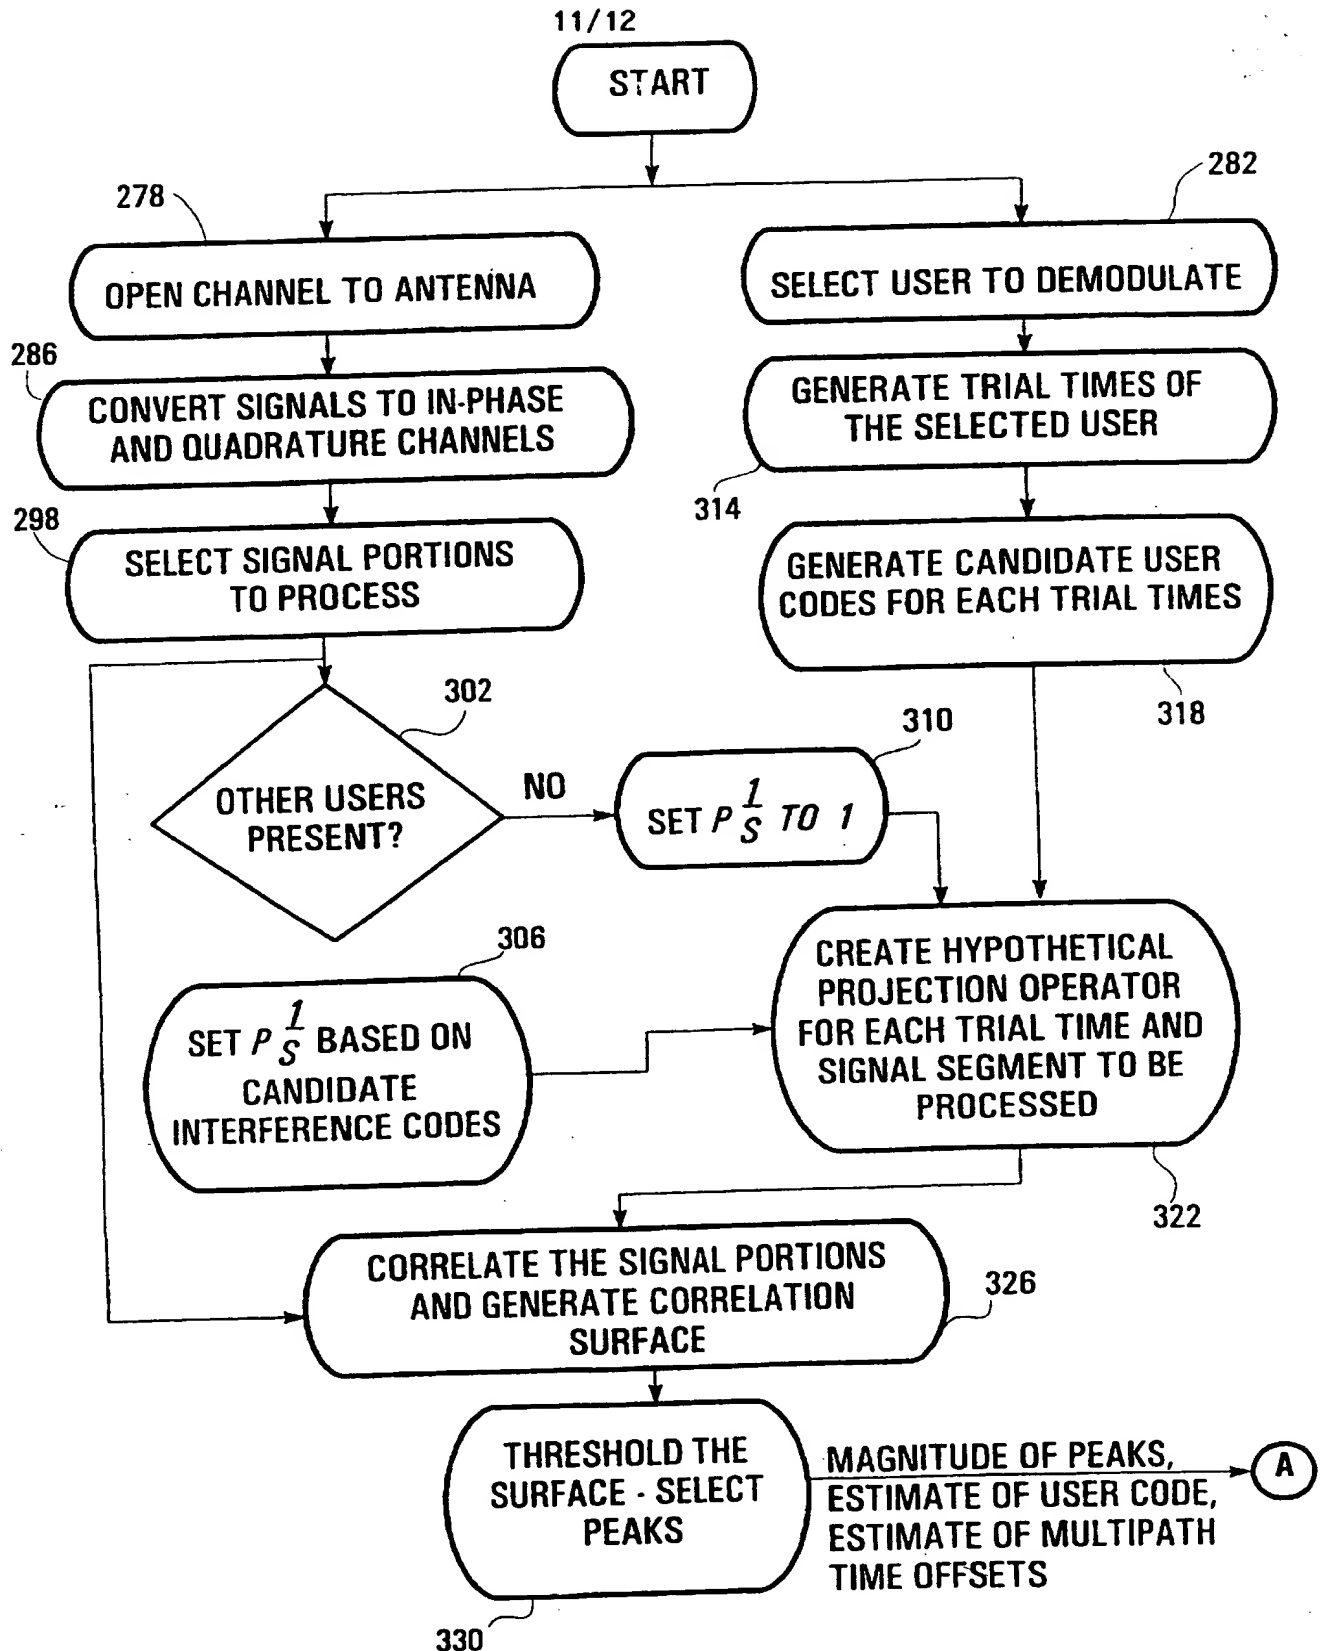 11/12
START
278
282
OPEN CHANNEL TO ANTENNA
SELECT USER TO DEMODULATE
286
CONVERT SIGNALS TO IN-PHASE
AND QUADRATURE CHANNELS
GENERATE TRIAL TIMES OF
THE SELECTED USER
314
298
SELECT SIGNAL PORTIONS
TO PROCESS
GENERATE CANDIDATE USER
CODES FOR EACH TRIAL TIMES
318
302
OTHER USERS
PRESENT?
NO
310
SET P 1/S TO 1
306
SET P 1/S BASED ON
CANDIDATE
INTERFERENCE CODES
CREATE HYPOTHETICAL
PROJECTION OPERATOR
FOR EACH TRIAL TIME AND
SIGNAL SEGMENT TO BE
PROCESSED
322
CORRELATE THE SIGNAL PORTIONS
AND GENERATE CORRELATION
SURFACE
326
THRESHOLD THE
SURFACE - SELECT
PEAKS
330
MAGNITUDE OF PEAKS,
ESTIMATE OF USER CODE,
ESTIMATE OF MULTIPATH
TIME OFFSETS
A